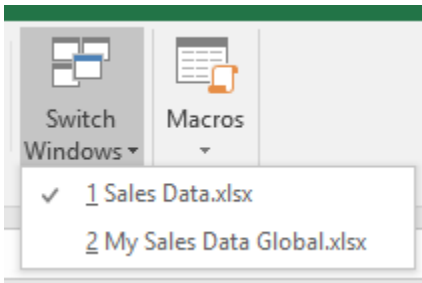 Switch Macros
Windows
1 Sales Data.xlsx
2 My Sales Data Global.xlsx